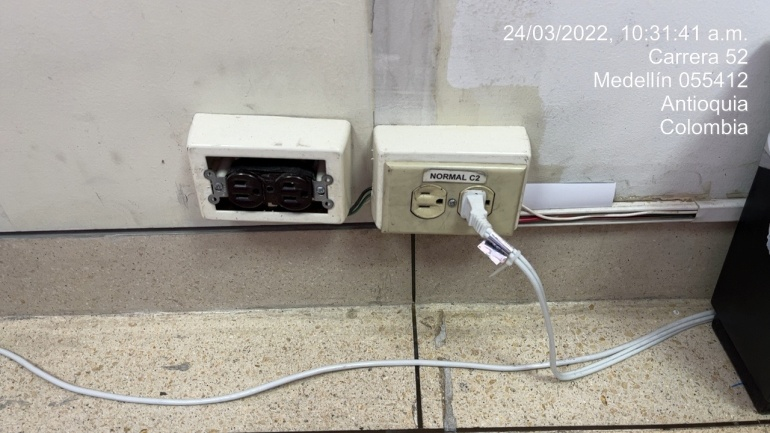 24/03/2022, 10:31:41 a.m.
Carrera 52
Medellín 055412
Antioquia
Colombia
NORMAL C2